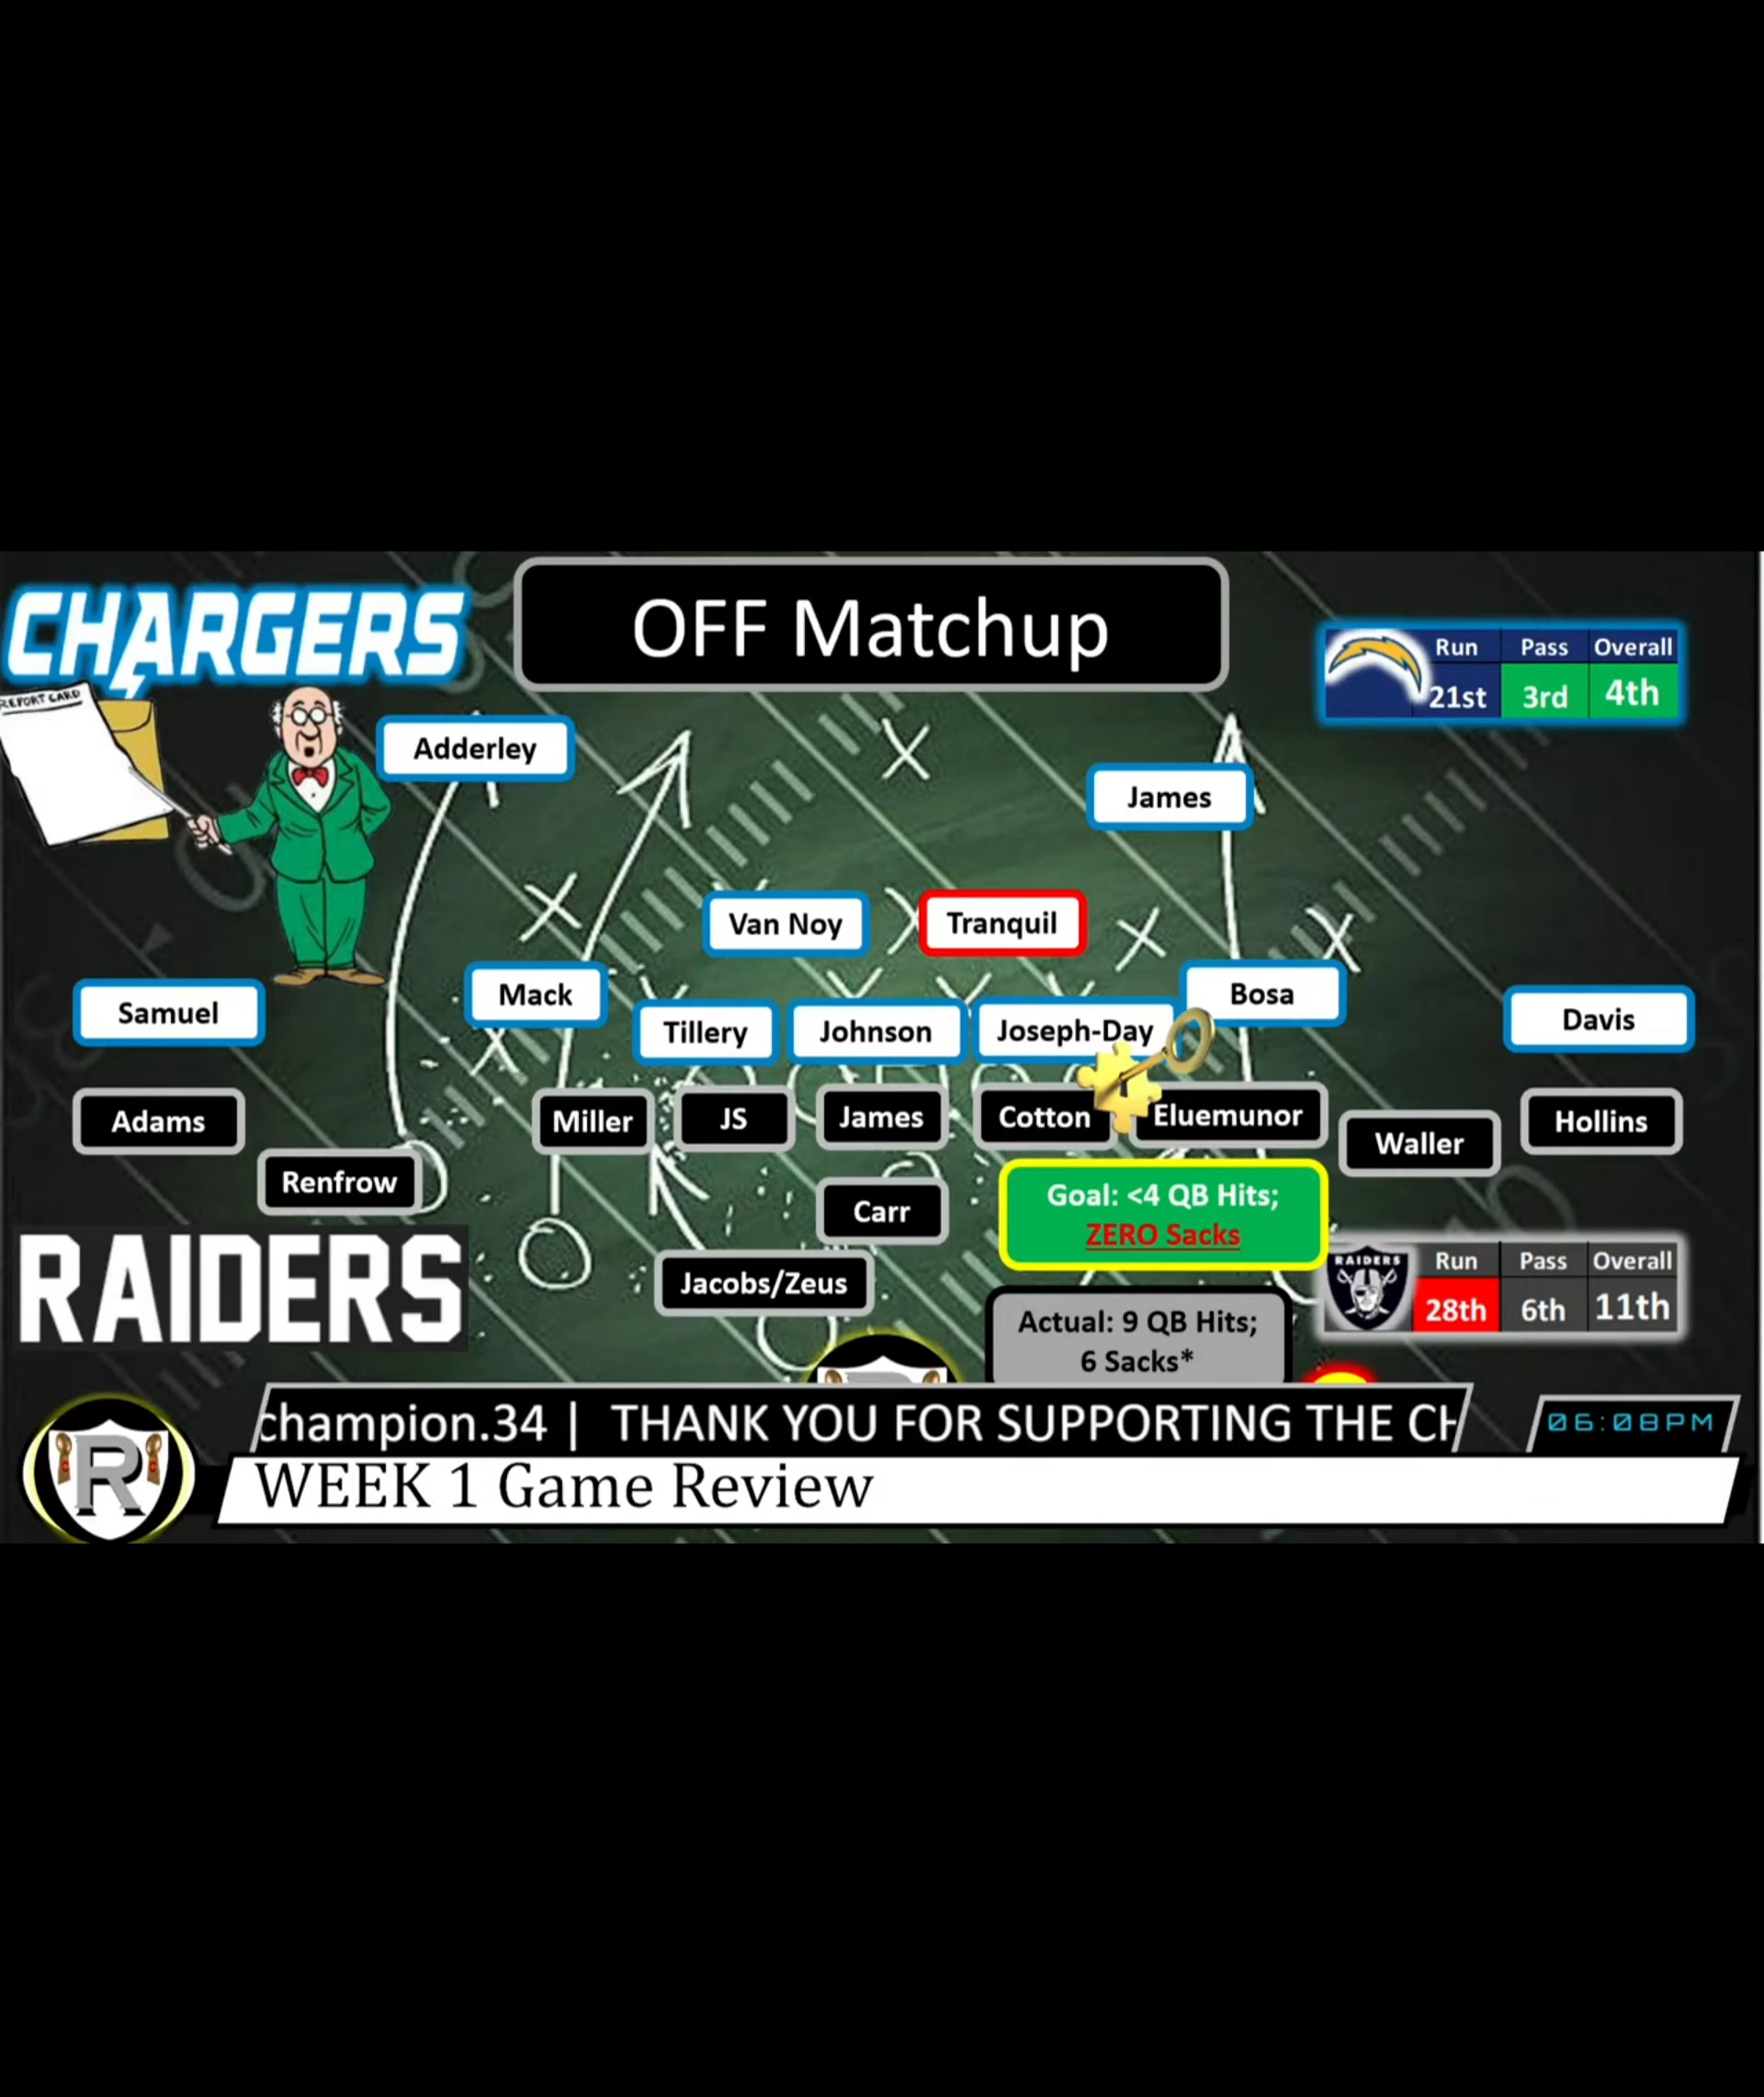 CHARGERS
OFF Matchup
Run Pass Overall
21st 3rd 4th
REPORT CARD
Adderley
James
Van Noy
Tranquil
Samuel
Mack
Tillery
Johnson
Joseph-Day
Bosa
Davis
Adams
Renfrow
Miller
JS
James
Cotton
Eluemunor
Waller
Hollins
Carr
Jacobs/Zeus
Goal: <4 QB Hits;
ZERO Sacks
Actual: 9 QB Hits;
6 Sacks*
RAIDERS
RAIDERS
Run Pass Overall
28th 6th 11th
champion.34 | THANK YOU FOR SUPPORTING THE CH
06:08PM
R
WEEK 1 Game Review